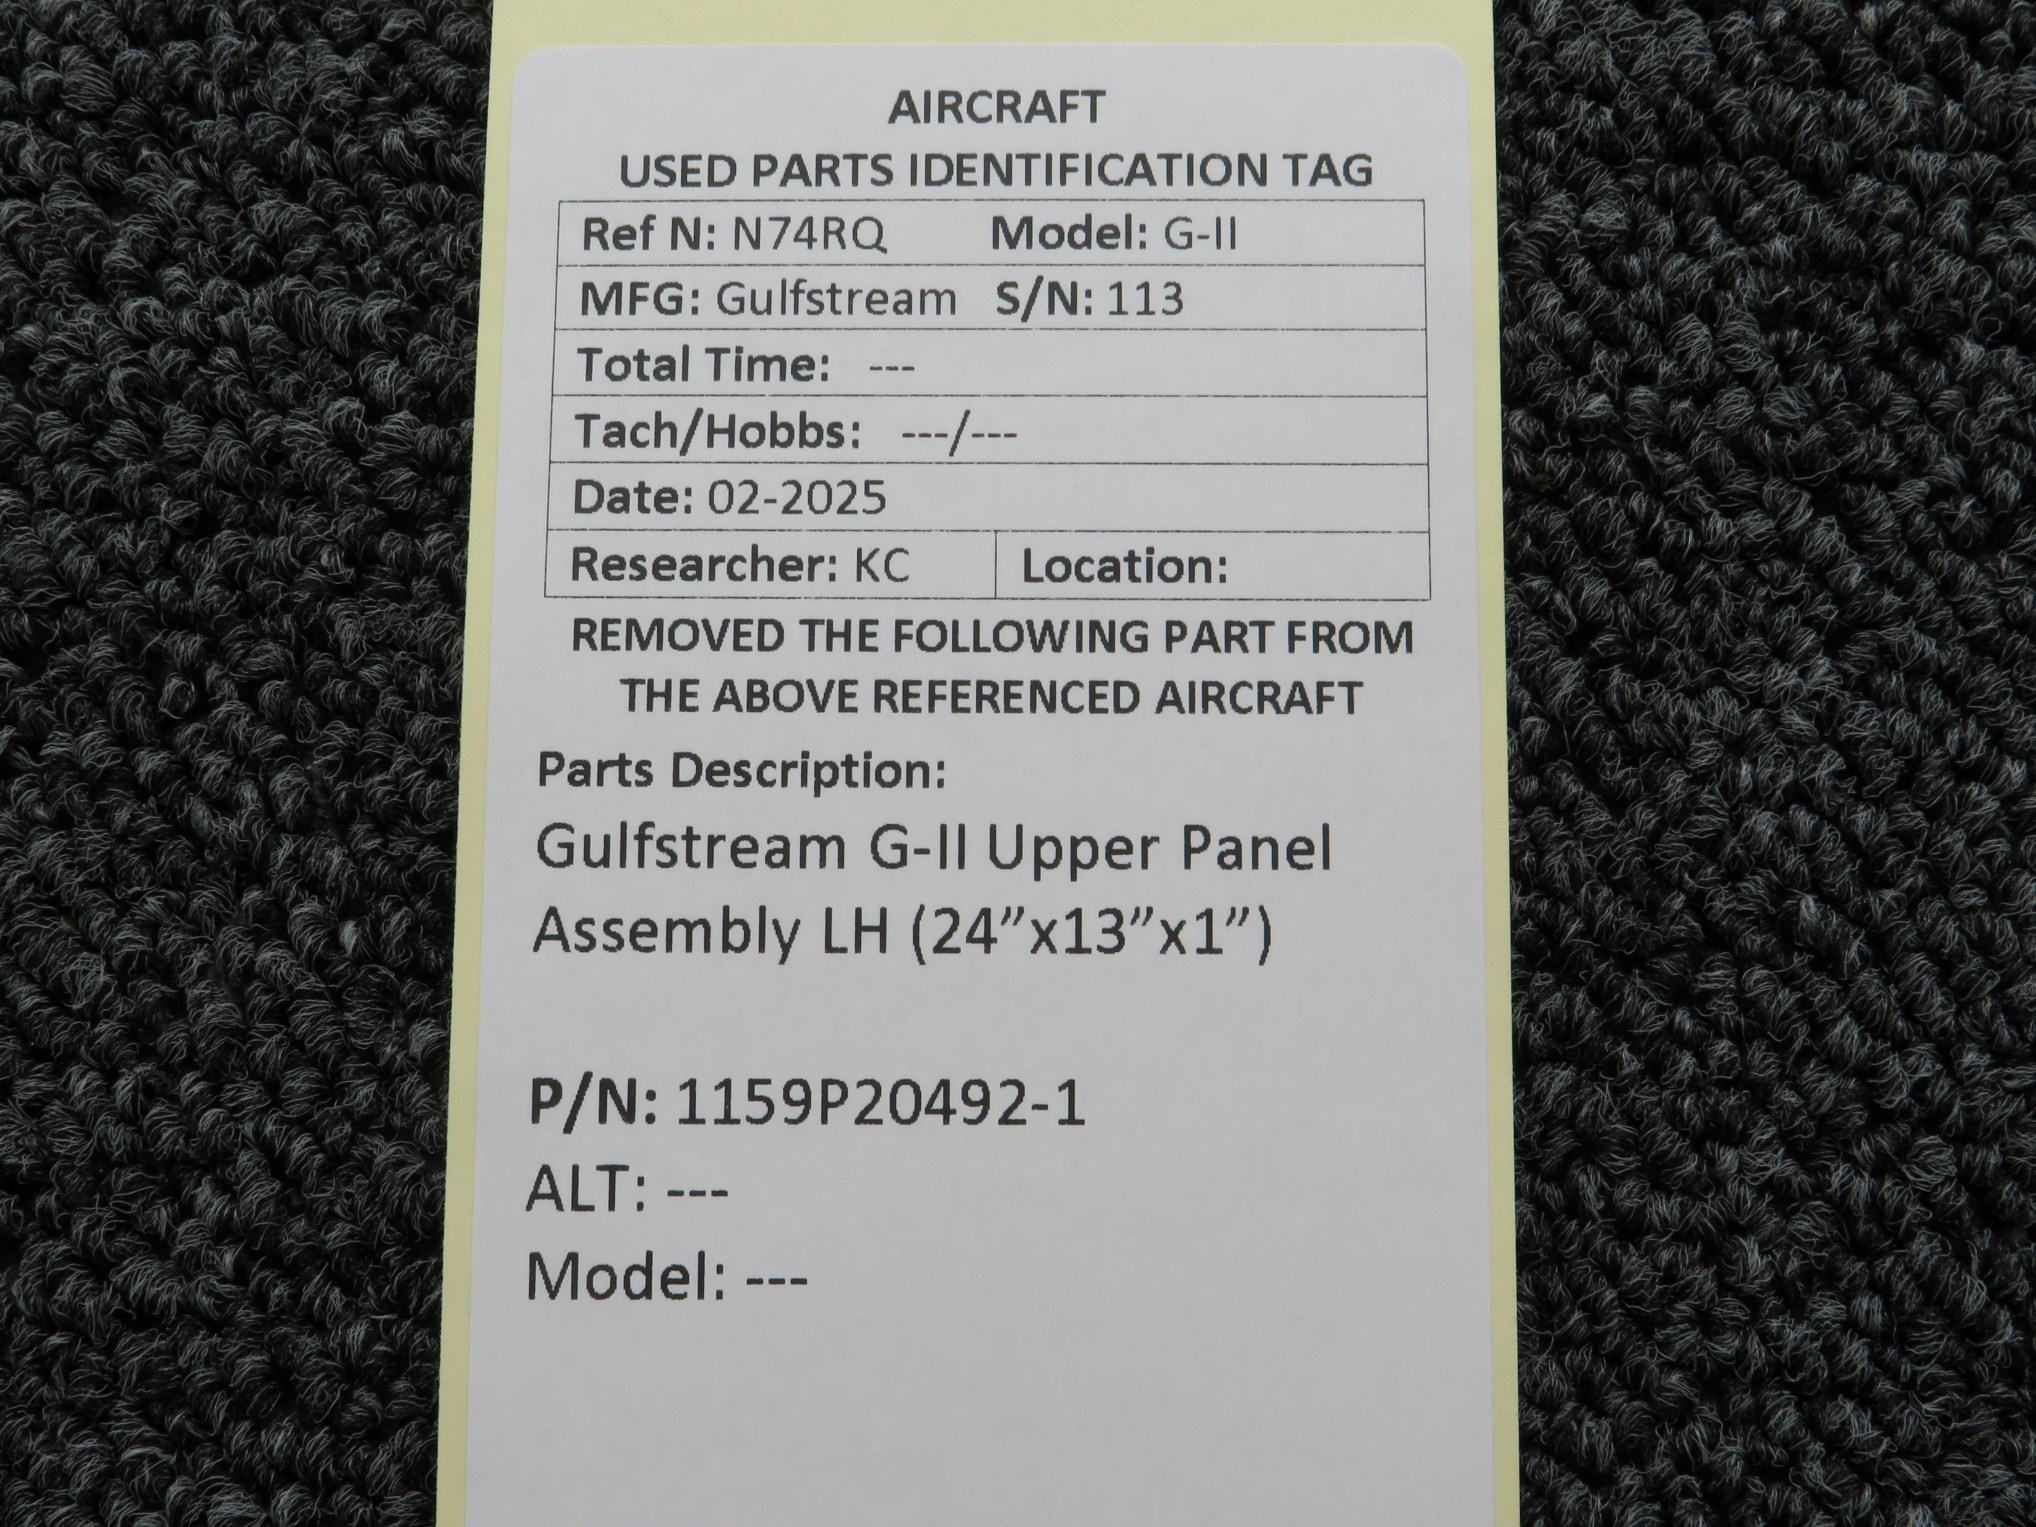 AIRCRAFT
USED PARTS IDENTIFICATION TAG
Ref N: N74RQ Model: G-II
MFG: Gulfstream S/N: 113
Total Time: ---
Tach/Hobbs: ---/---
Date: 02-2025
Researcher: KC Location:
REMOVED THE FOLLOWING PART FROM
THE ABOVE REFERENCED AIRCRAFT
Parts Description:
Gulfstream G-II Upper Panel
Assembly LH (24”x13”x1”)
P/N: 1159P20492-1
ALT: ---
Model: ---